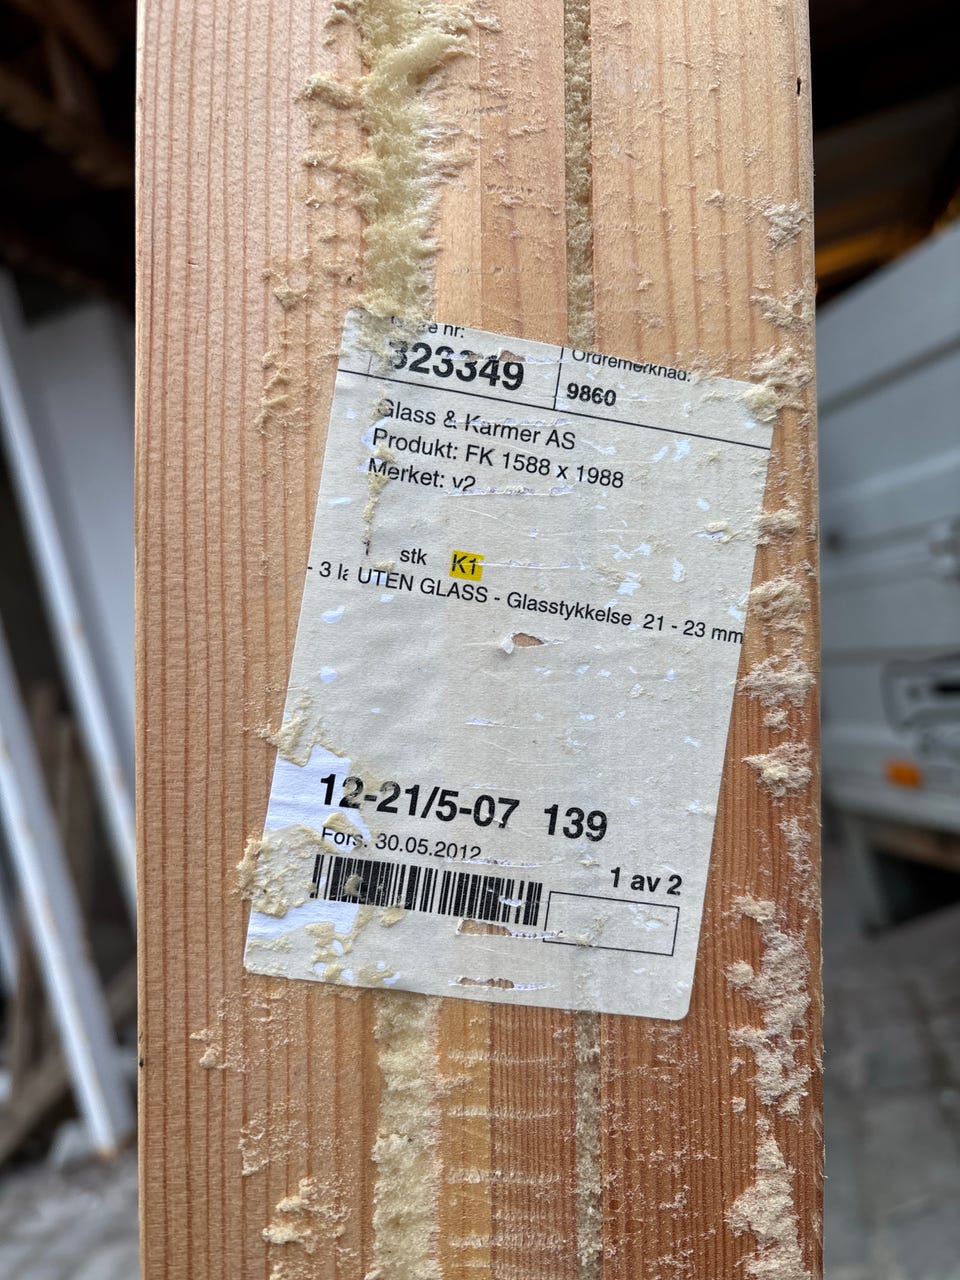 nr:
323349
Ordremerknad:
9860
Glass & Karmer AS
Produkt: FK 1588 x 1988
Merket: v2
stk K1
- 3 UTEN GLASS - Glasstykkelse 21 - 23 mm
12-21/5-07 139
Fors. 30.05.2012
1 av 2